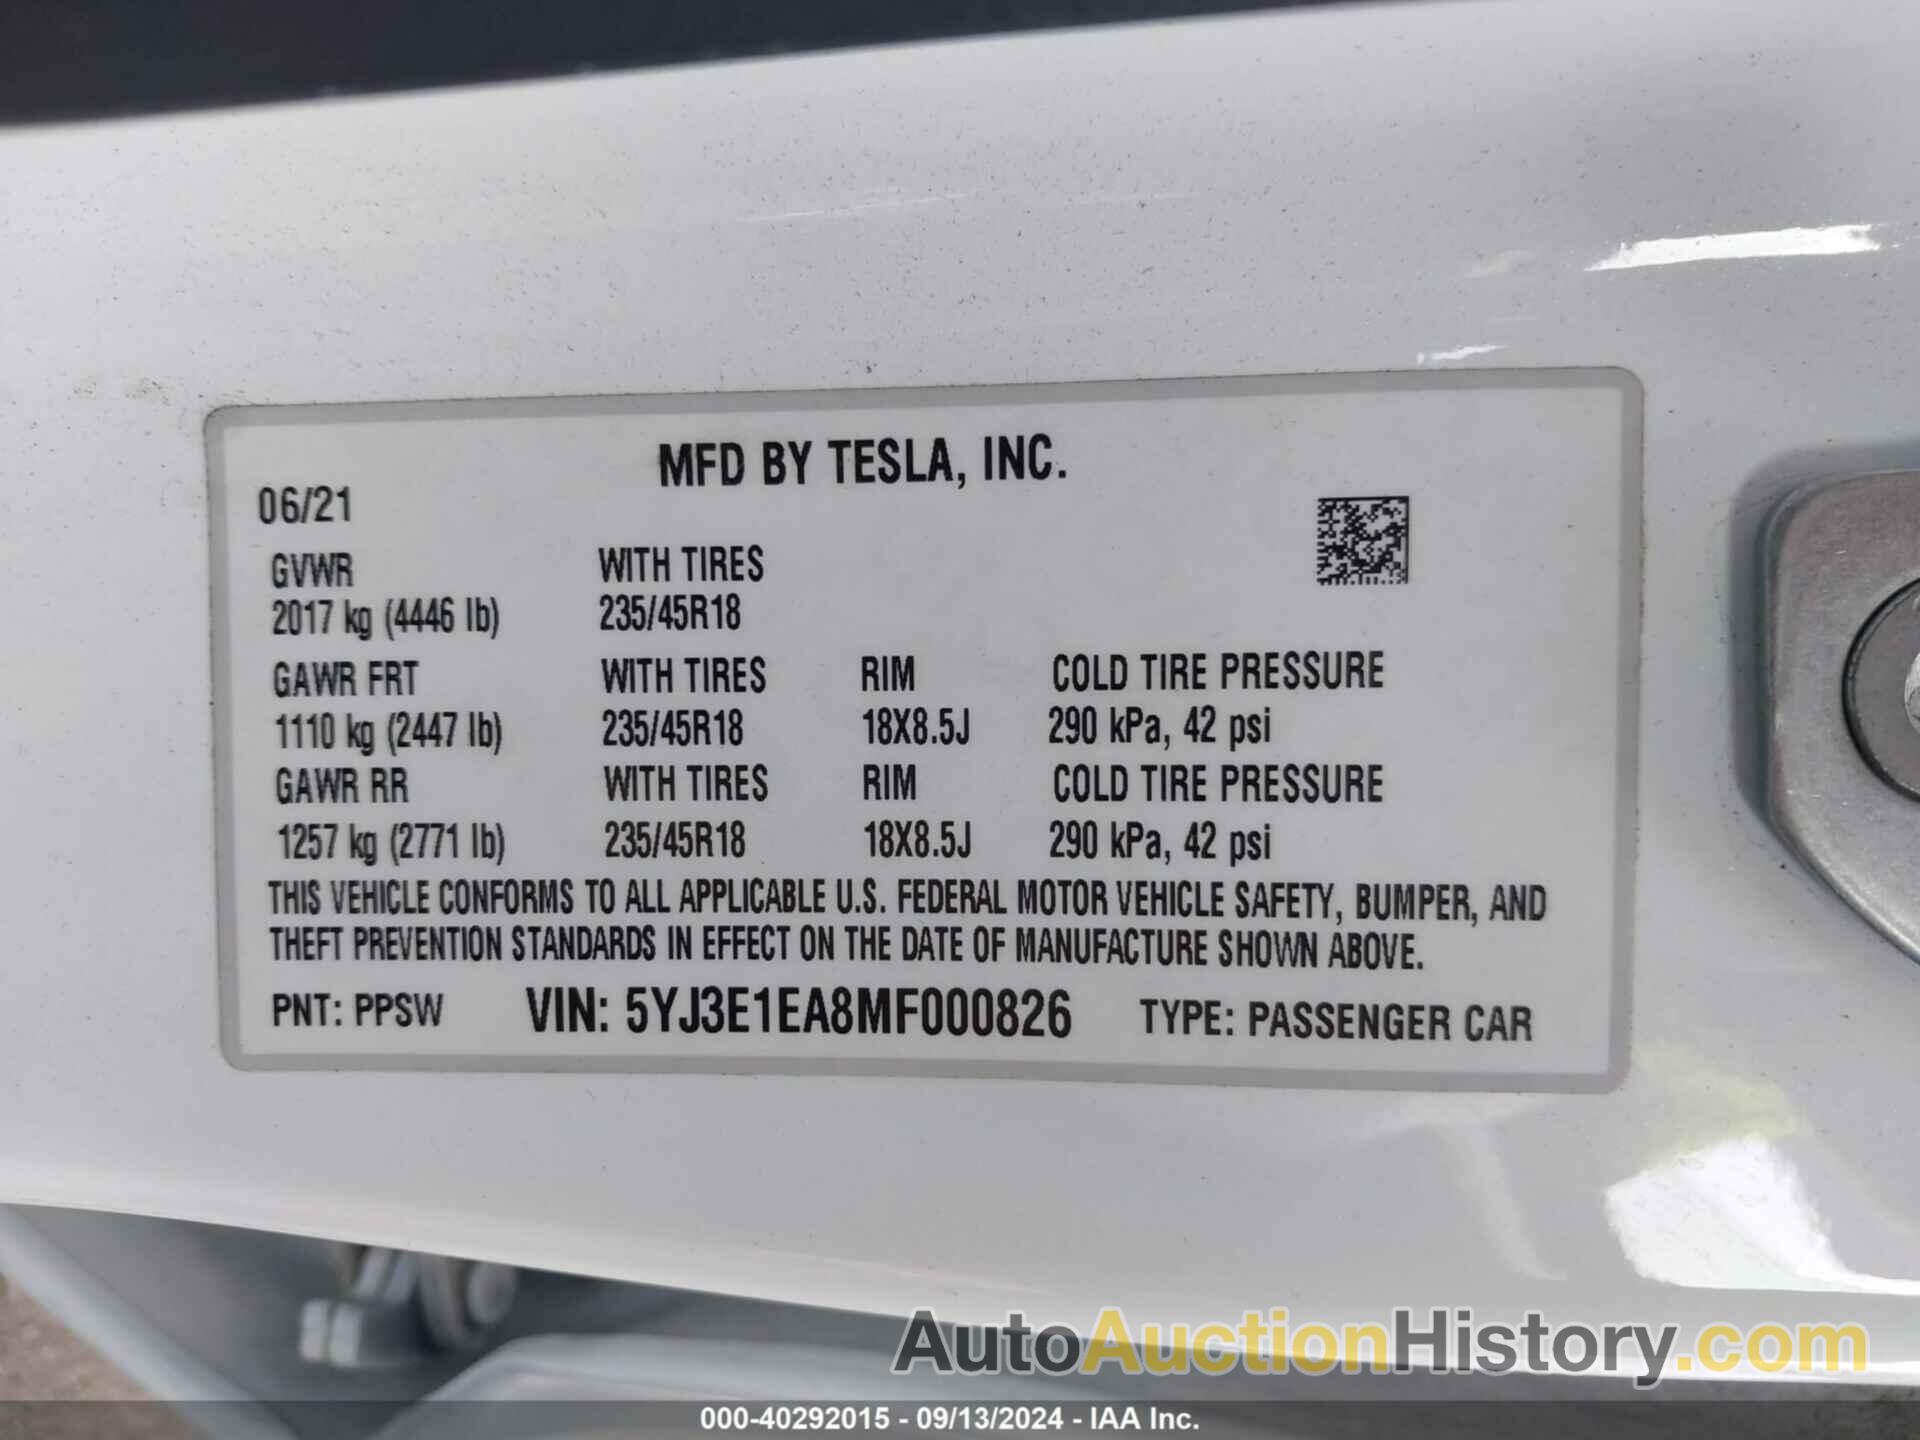 MFD BY TESLA, INC.
06/21
GVWR WITH TIRES
2017 kg (4446 lb) 235/45R18
GAWR FRT WITH TIRES RIM COLD TIRE PRESSURE
1110 kg (2447 lb) 235/45R18 18X8.5J 290 kPa, 42 psi
GAWR RR WITH TIRES RIM COLD TIRE PRESSURE
1257 kg (2771 lb) 235/45R18 18X8.5J 290 kPa, 42 psi
THIS VEHICLE CONFORMS TO ALL APPLICABLE U.S. FEDERAL MOTOR VEHICLE SAFETY, BUMPER, AND
THEFT PREVENTION STANDARDS IN EFFECT ON THE DATE OF MANUFACTURE SHOWN ABOVE.
PNT: PPSW VIN: 5YJ3E1EA8MF000826 TYPE: PASSENGER CAR
AutoAuctionHistory.com
000-40292015 - 09/13/2024 - IAA Inc.